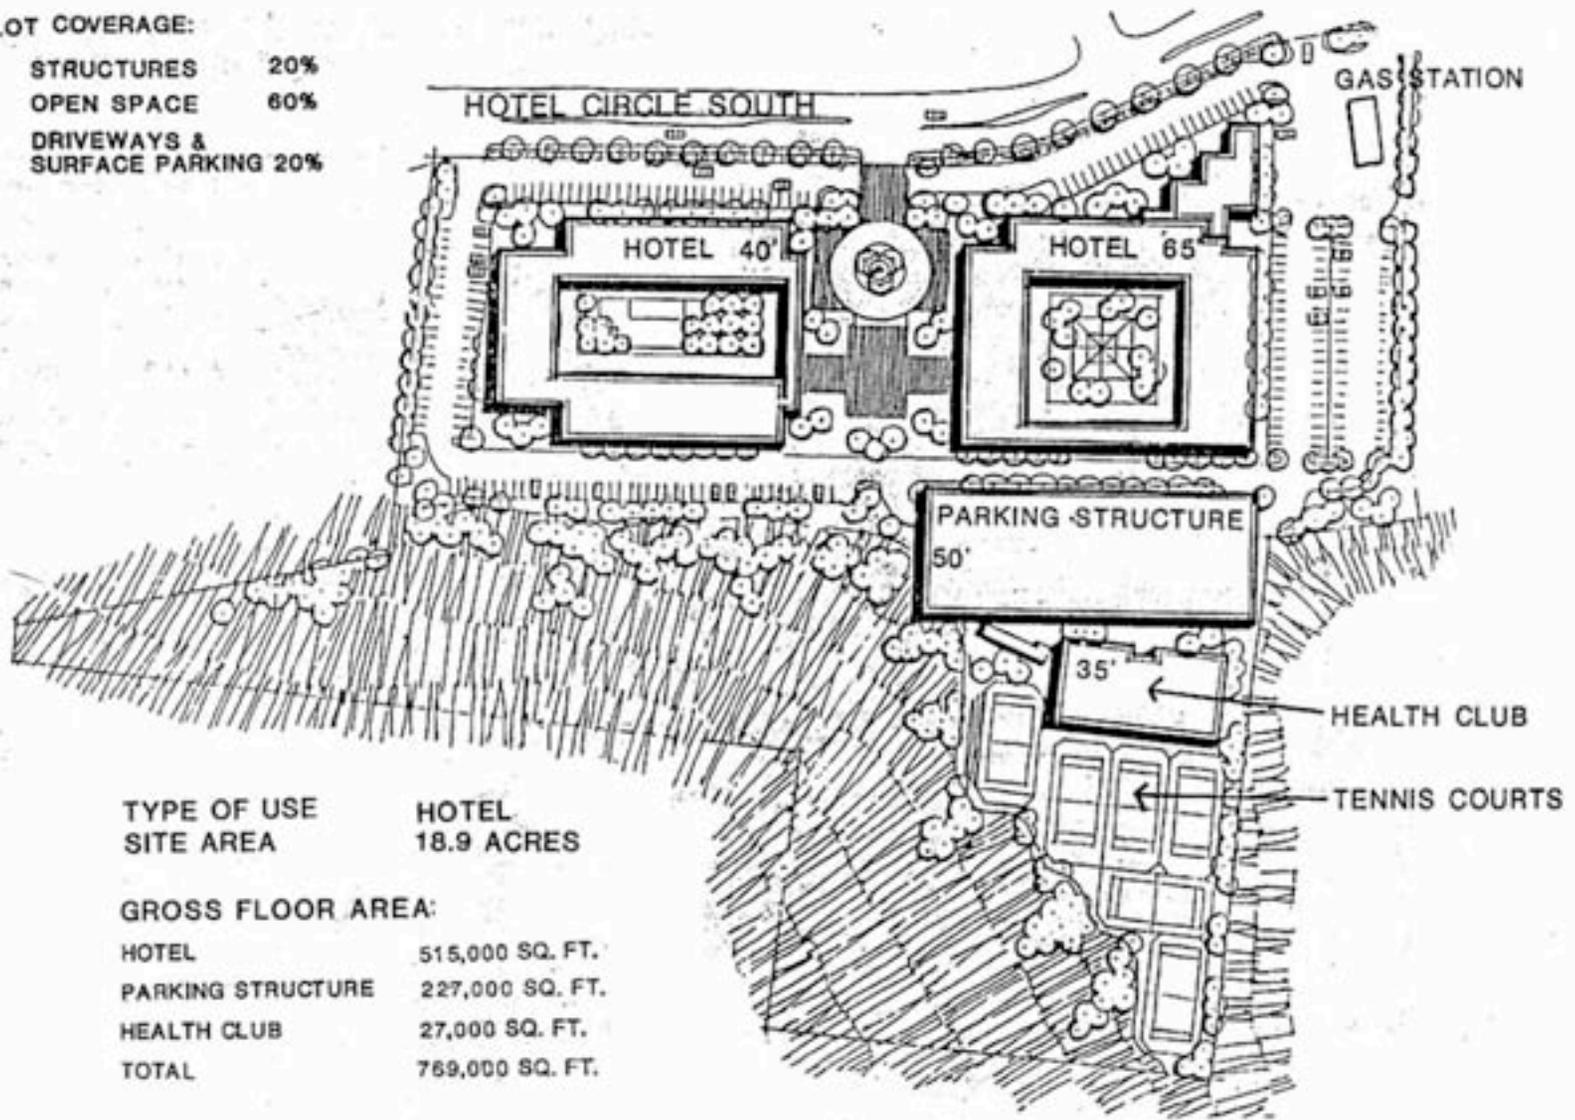 LOT COVERAGE:
STRUCTURES 20%
OPEN SPACE 60%
DRIVEWAYS &
SURFACE PARKING 20%
HOTEL CIRCLE SOUTH
GAS STATION
HOTEL 40'
HOTEL 65'
PARKING STRUCTURE
50'
35'
HEALTH CLUB
TENNIS COURTS
TYPE OF USE HOTEL
SITE AREA 18.9 ACRES
GROSS FLOOR AREA:
HOTEL 515,000 SQ. FT.
PARKING STRUCTURE 227,000 SQ. FT.
HEALTH CLUB 27,000 SQ. FT.
TOTAL 769,000 SQ. FT.